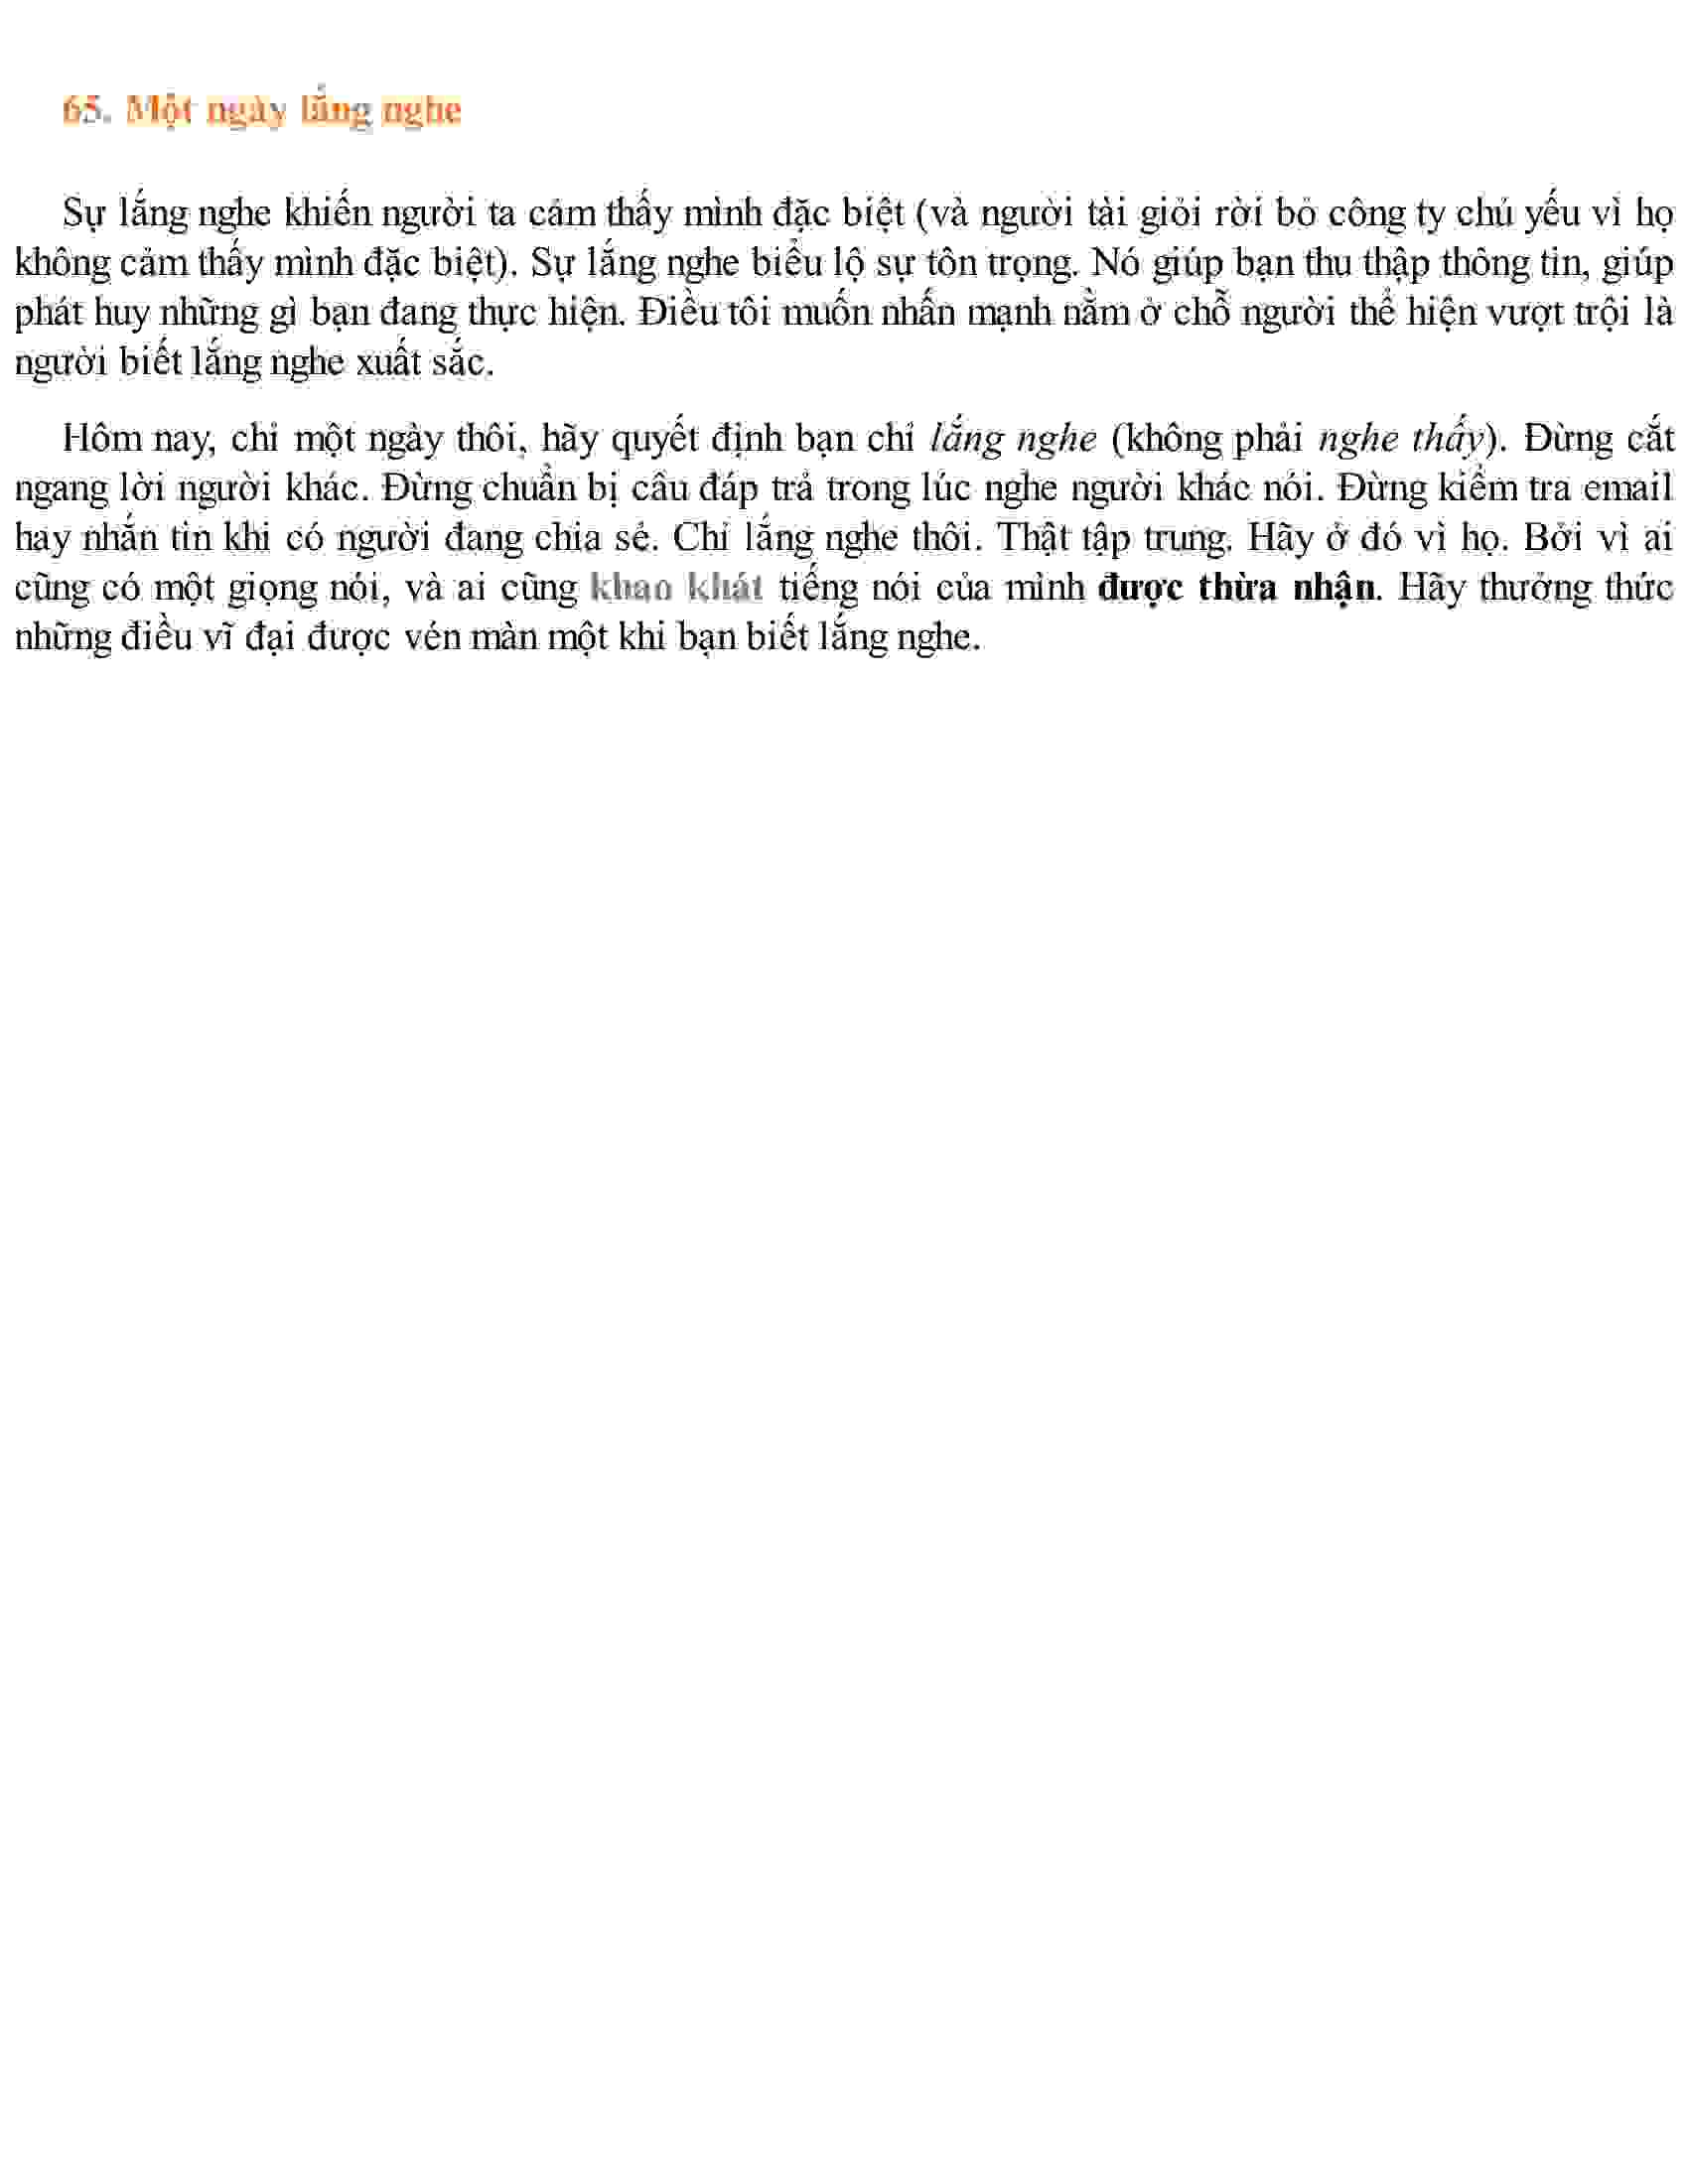 65. Một ngày lắng nghe
Sự lắng nghe khiến người ta cảm thấy mình đặc biệt (và người tài giỏi rời bỏ công ty chủ yếu vì họ
không cảm thấy mình đặc biệt). Sự lắng nghe biểu lộ sự tôn trọng. Nó giúp bạn thu thập thông tin, giúp
phát huy những gì bạn đang thực hiện. Điều tôi muốn nhấn mạnh nằm ở chỗ người thể hiện vượt trội là
người biết lắng nghe xuất sắc.
Hôm nay, chỉ một ngày thôi, hãy quyết định bạn chỉ lắng nghe (không phải nghe thấy). Đừng cắt
ngang lời người khác. Đừng chuẩn bị câu đáp trả trong lúc nghe người khác nói. Đừng kiểm tra email
hay nhắn tin khi có người đang chia sẻ. Chỉ lắng nghe thôi. Thật tập trung. Hãy ở đó vì họ. Bởi vì ai
cũng có một giọng nói, và ai cũng khao khát tiếng nói của mình được thừa nhận. Hãy thưởng thức
những điều vĩ đại được vén màn một khi bạn biết lắng nghe.